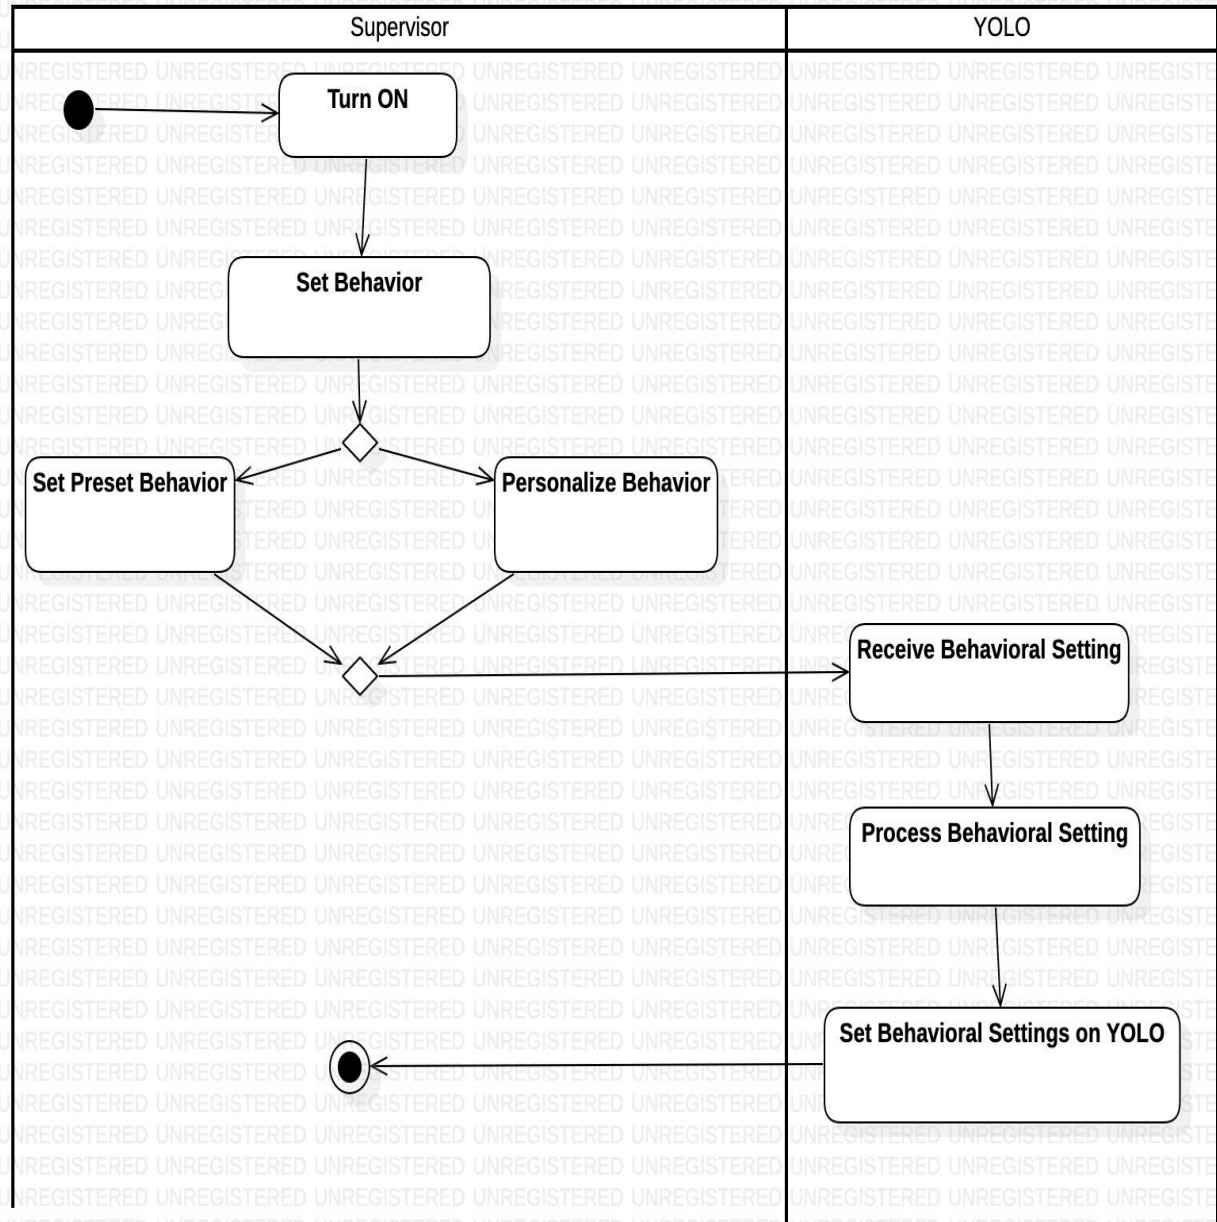 Supervisor
YOLO
Turn ON
Set Behavior
Set Preset Behavior
Personalize Behavior
Receive Behavioral Setting
Process Behavioral Setting
Set Behavioral Settings on YOLO
UNREGISTERED